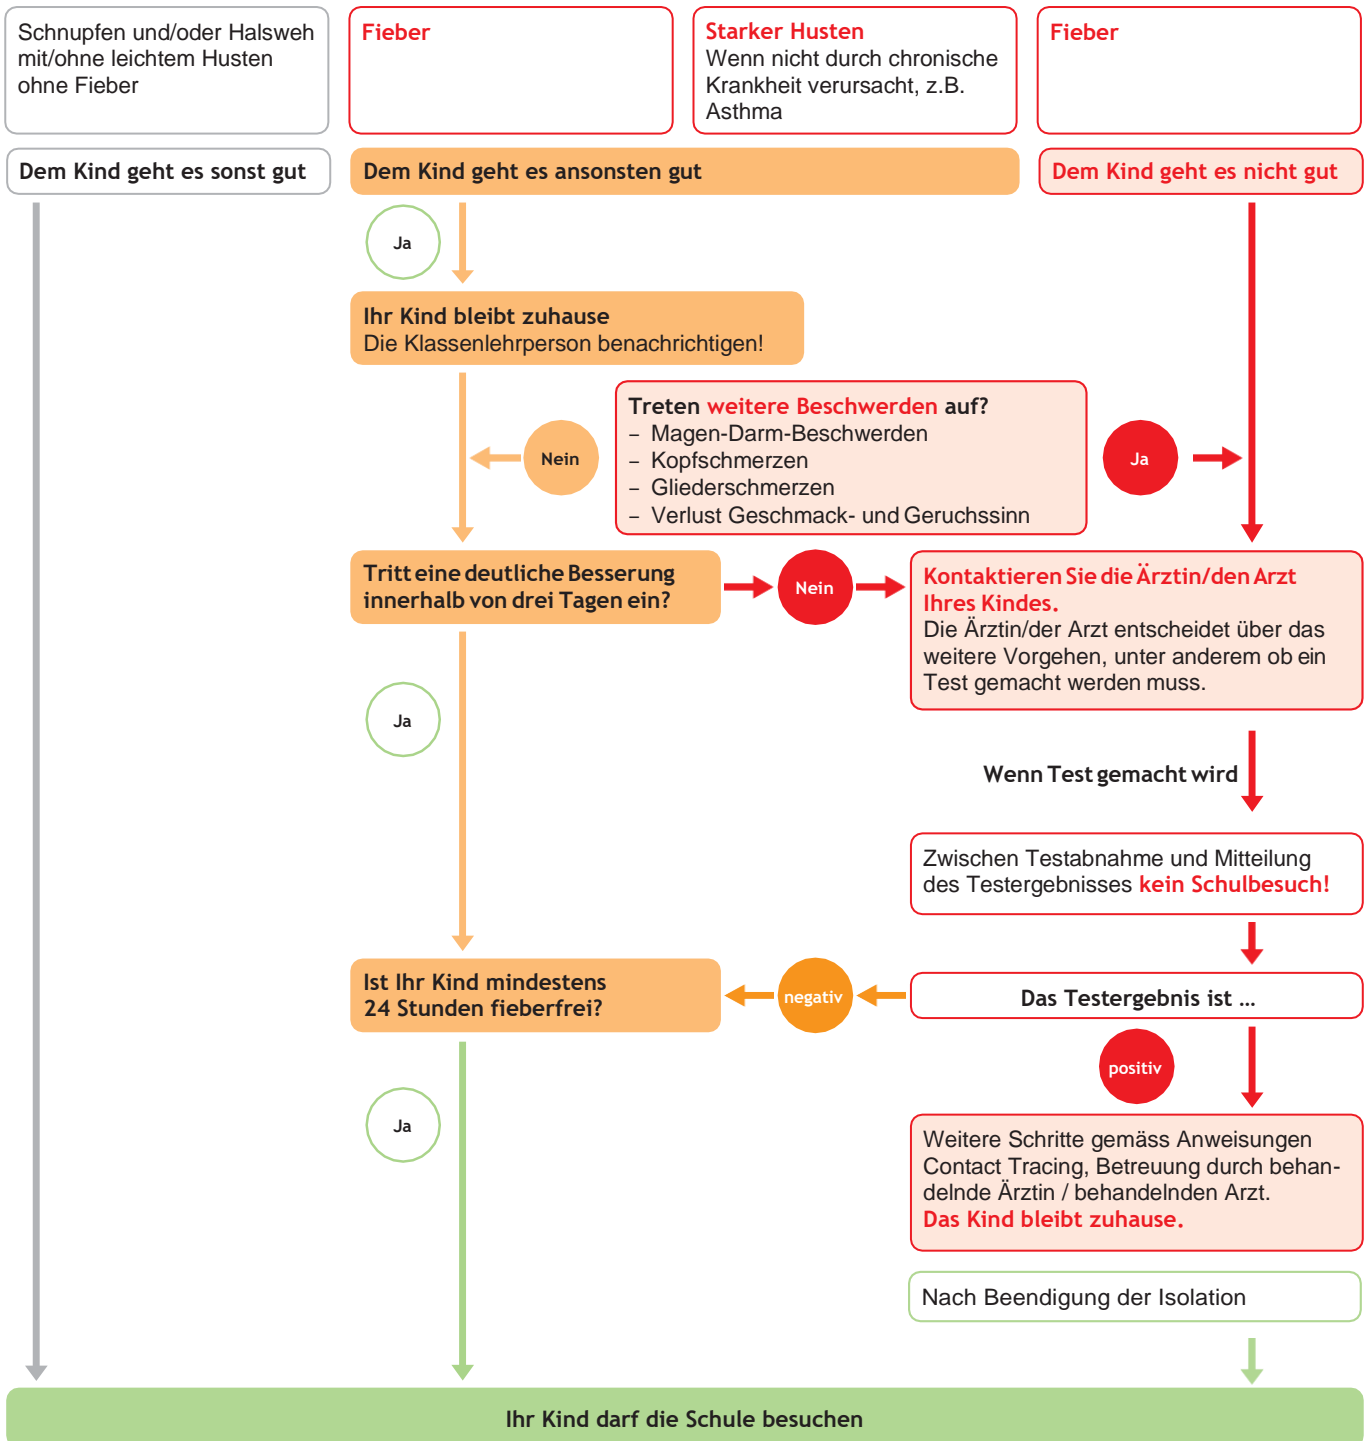 Schnupfen und/oder Halsweh
mit/ohne leichtem Husten
ohne Fieber
Fieber
Starker Husten
Wenn nicht durch chronische
Krankheit verursacht, z.B.
Asthma
Fieber
Dem Kind geht es sonst gut
Dem Kind geht es ansonsten gut
Dem Kind geht es nicht gut
Ja
Ihr Kind bleibt zuhause
Die Klassenlehrperson benachrichtigen!
Treten weitere Beschwerden auf?
– Magen-Darm-Beschwerden
– Kopfschmerzen
– Gliederschmerzen
– Verlust Geschmack- und Geruchssinn
Nein
Ja
Tritt eine deutliche Besserung
innerhalb von drei Tagen ein?
Nein
Kontaktieren Sie die Ärztin/den Arzt
Ihres Kindes.
Die Ärztin/der Arzt entscheidet über das
weitere Vorgehen, unter anderem ob ein
Test gemacht werden muss.
Ja
Wenn Test gemacht wird
Zwischen Testabnahme und Mitteilung
des Testergebnisses kein Schulbesuch!
Ist Ihr Kind mindestens
24 Stunden fieberfrei?
negativ
Das Testergebnis ist ...
positiv
Ja
Weitere Schritte gemäss Anweisungen
Contact Tracing, Betreuung durch behan-
delnde Ärztin / behandelnden Arzt.
Das Kind bleibt zuhause.
Nach Beendigung der Isolation
Ihr Kind darf die Schule besuchen